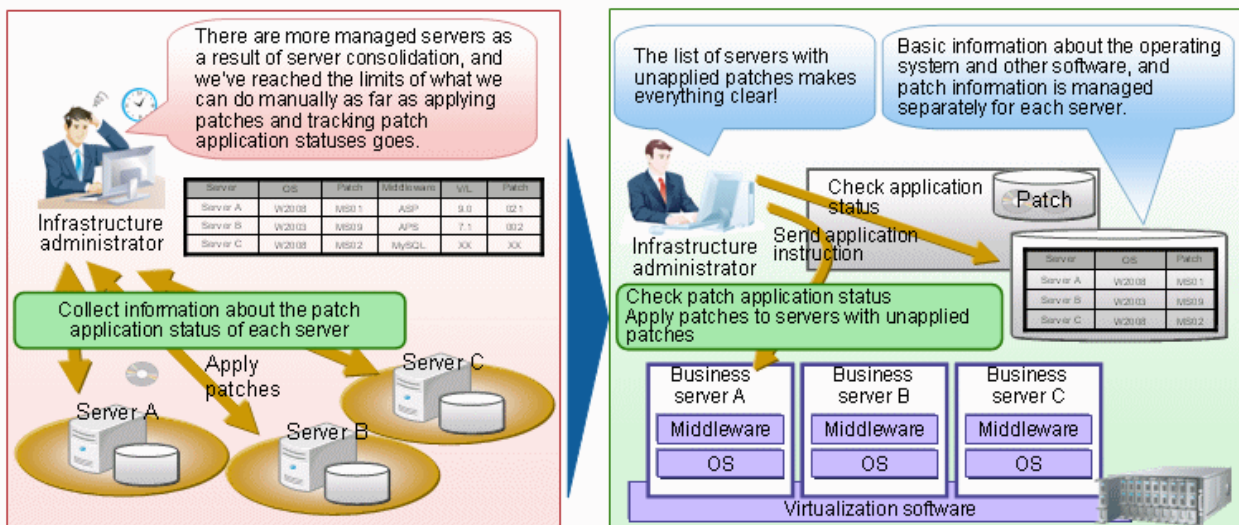 There are more managed servers as
a result of server consolidation, and
we've reached the limits of what we
can do manually as far as applying
patches and tracking patch
application statuses goes.
Infrastructure
administrator
Server OS Patch Middleware V/L Patch
Server A W2008 MS01 ASP 9.0 021
Server B W2003 MS09 APS 7.1 002
Server C W2008 MS02 MySQL XX XX
Collect information about the patch
application status of each server
Apply
patches
Server A
Server B
Server C
The list of servers with
unapplied patches makes
everything clear!
Basic information about the operating
system and other software, and
patch information is managed
separately for each server.
Infrastructure
administrator
Check application
status
Patch
Send application
instruction
Server OS Patch
Server A W2008 MS01
Server B W2003 MS09
Server C W2008 MS02
Check patch application status
Apply patches to servers with unapplied
patches
Business
server A
Middleware
OS
Business
server B
Middleware
OS
Business
server C
Middleware
OS
Virtualization software